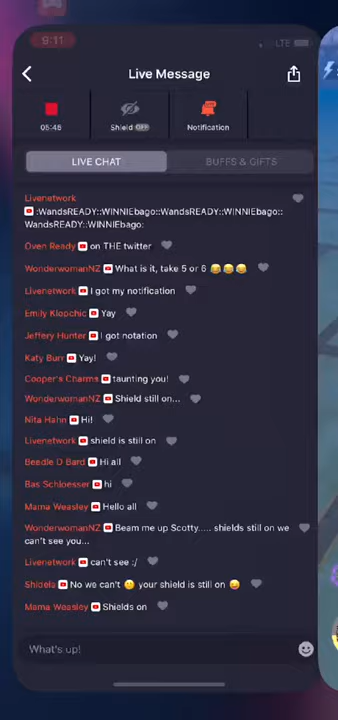 9:11
LTE
Live Message
05:48
Shield OFF
Notification
LIVE CHAT
BUFFS & GIFTS
Livenetwork
:WandsREADY::WINNIEbago::WandsREADY::WINNIEbago::
WandsREADY::WINNIEbago:
Oven Ready on THE twitter
WonderwomanNZ What is it, take 5 or 6 😂😂😂
Livenetwork I got my notification
Emily Klopchic Yay
Jeffery Hunter I got notation
Katy Burr Yay!
Cooper's Charms taunting you!
WonderwomanNZ Shield still on...
Nita Hahn Hi!
Livenetwork shield is still on
Beedle D Bard Hi all
Bas Schloesser hi
Mama Weasley Hello all
WonderwomanNZ Beam me up Scotty..... shields still on we
can't see you...
Livenetwork can't see :/
No we can't your shield is still on
Mama Weasley Shields on
What's up!